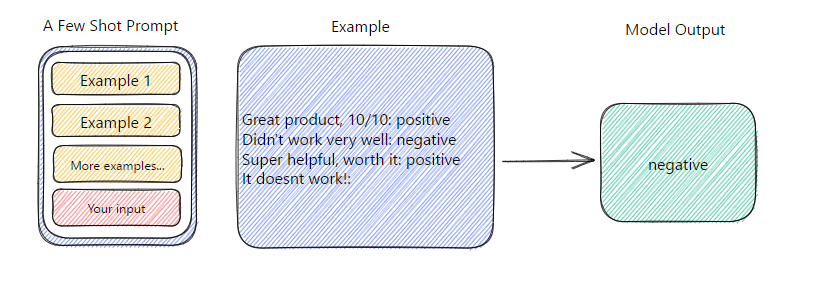 A Few Shot Prompt
Example 1
Example 2
More examples...
Your input
Example
Great product, 10/10: positive
Didn't work very well: negative
Super helpful, worth it: positive
It doesnt work!:
Model Output
negative